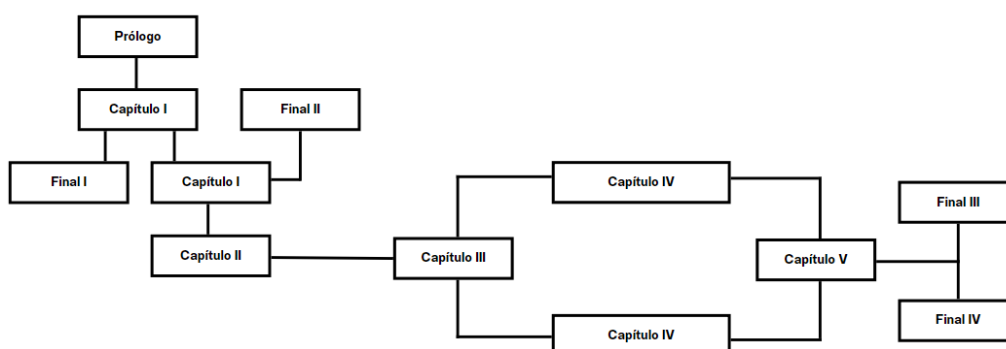 Prólogo
Capítulo I
Final II
Final I
Capítulo I
Capítulo II
Capítulo III
Capítulo IV
Capítulo IV
Capítulo V
Final III
Final IV